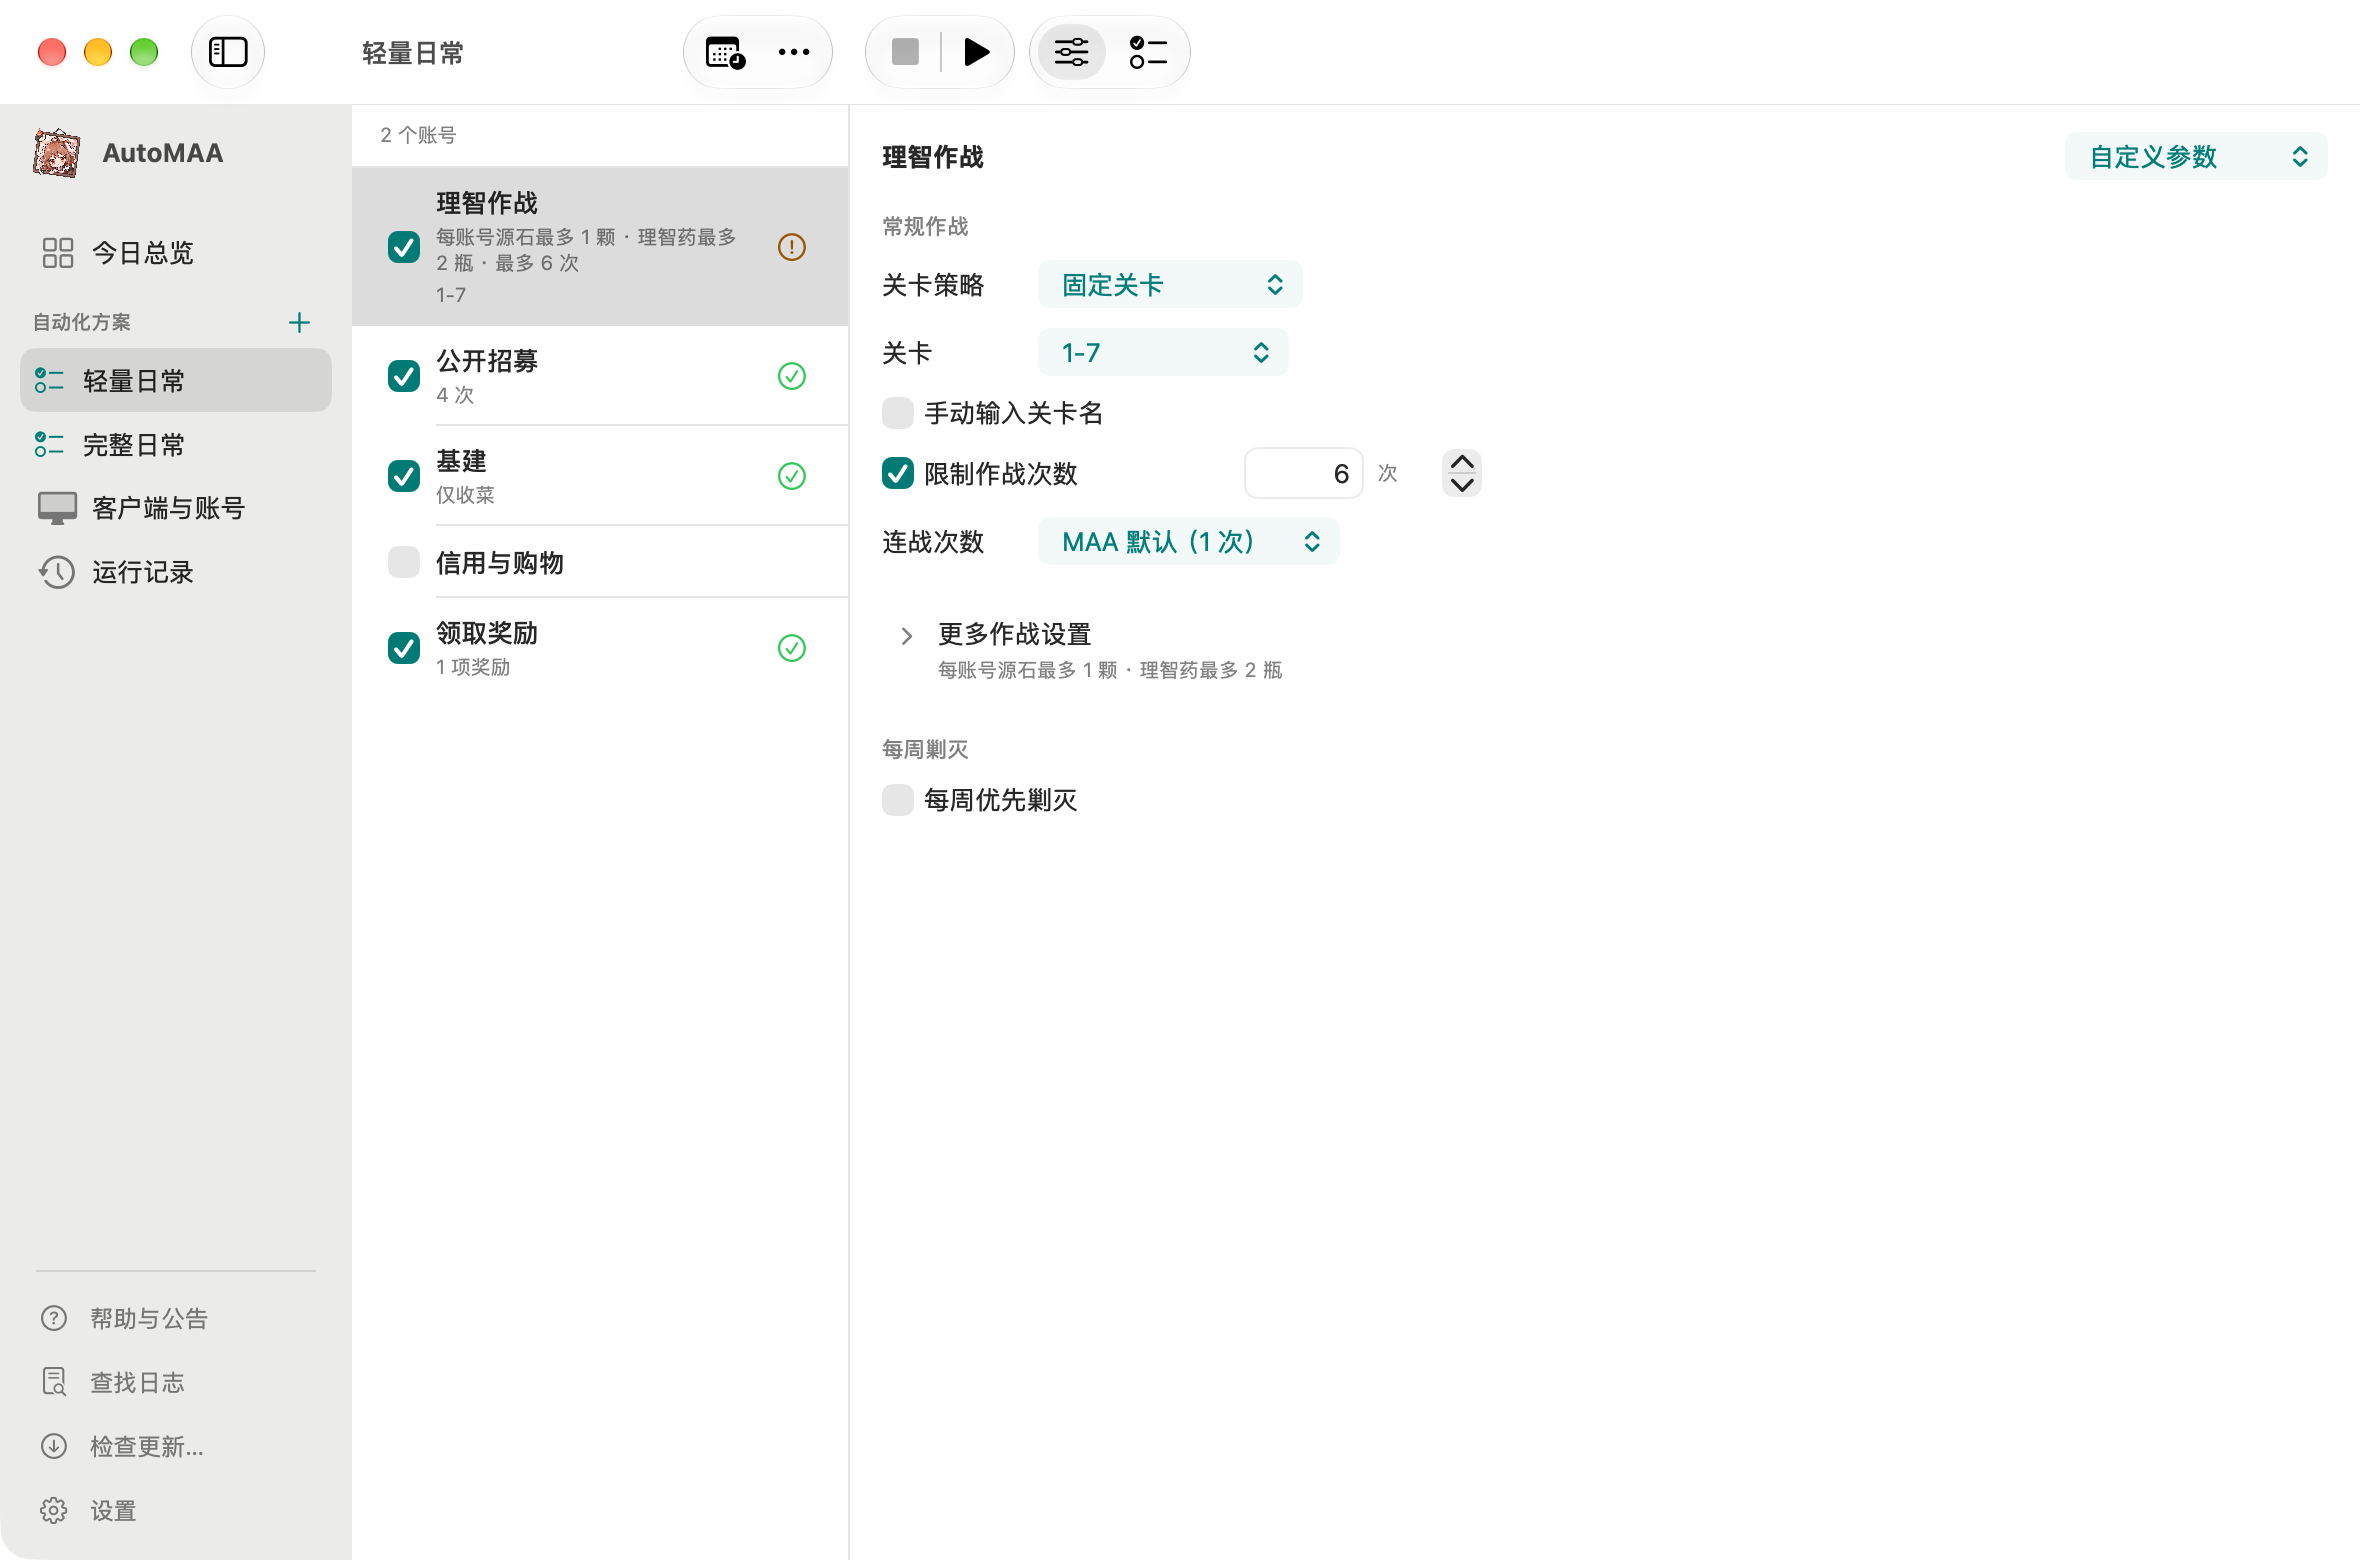 轻量日常
AutoMAA
今日总览
自动化方案
轻量日常
完整日常
客户端与账号
运行记录
帮助与公告
查找日志
检查更新...
设置
2 个账号
理智作战
每账号源石最多 1 颗 · 理智药最多
2 瓶 · 最多 6 次
1-7
公开招募
4 次
基建
仅收菜
信用与购物
领取奖励
1 项奖励
理智作战
自定义参数
常规作战
关卡策略 固定关卡
关卡 1-7
手动输入关卡名
限制作战次数 6 次
连战次数 MAA 默认（1 次）
更多作战设置
每账号源石最多 1 颗 · 理智药最多 2 瓶
每周剿灭
每周优先剿灭